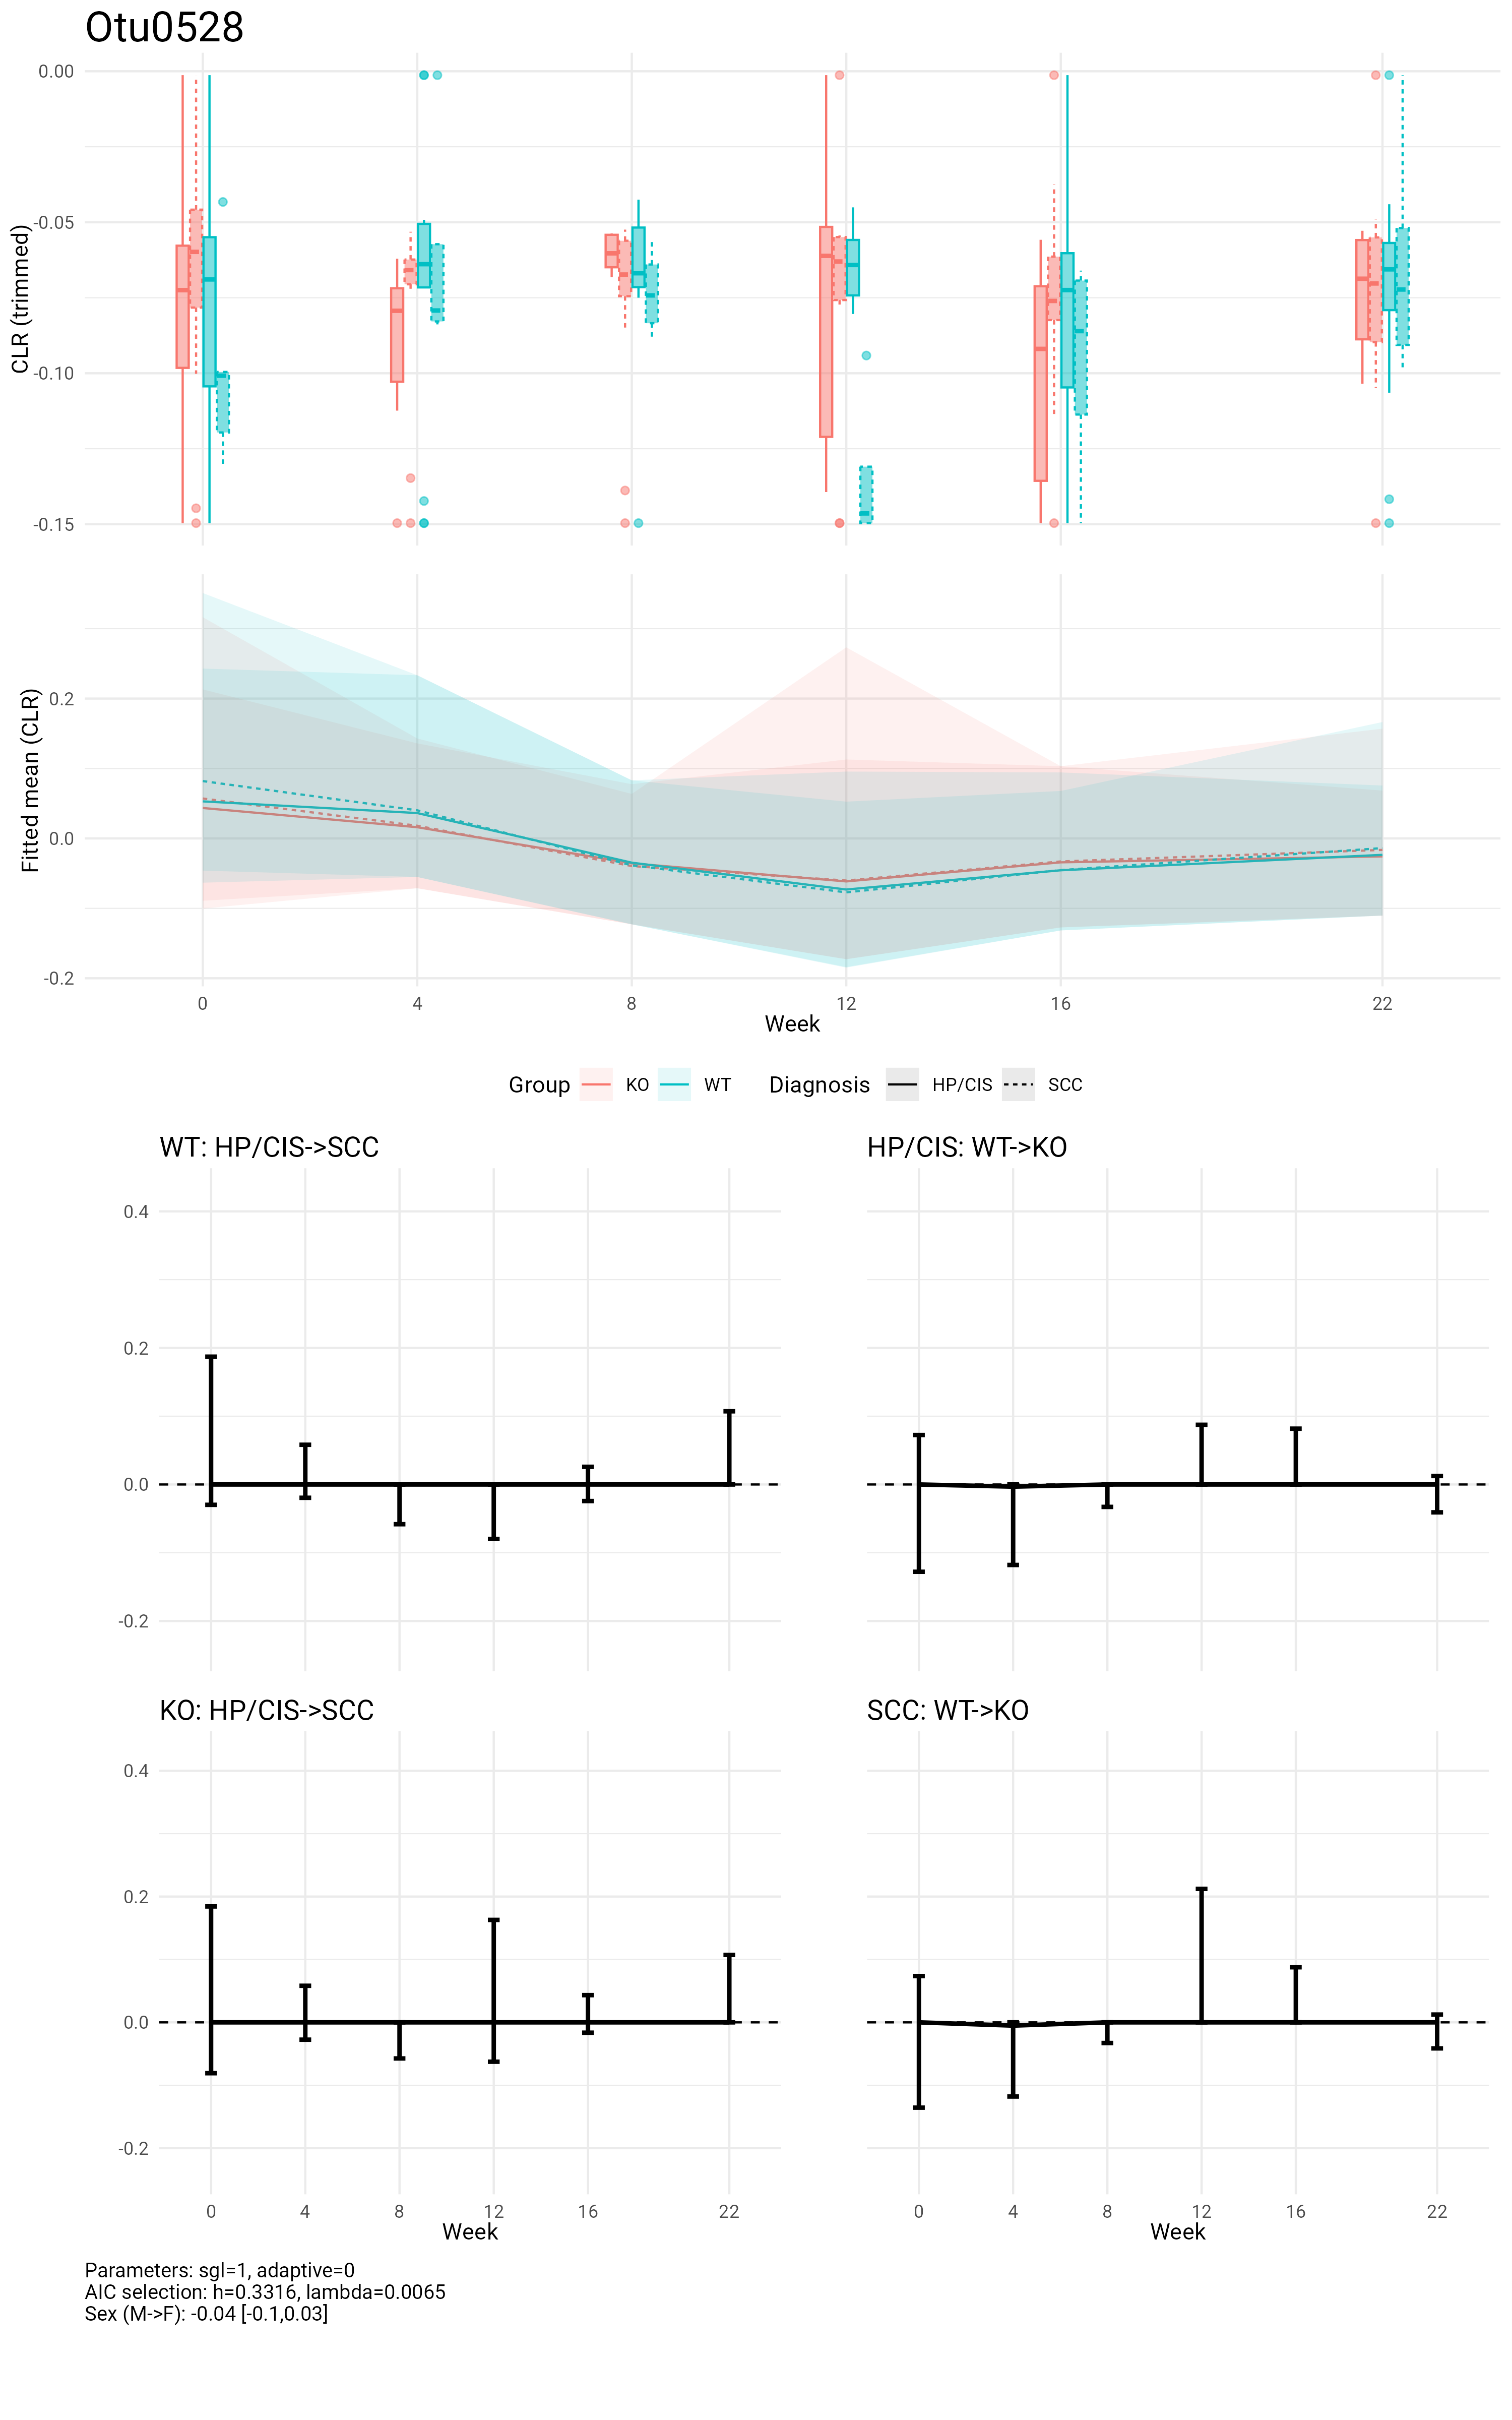 Otu0528
CLR (trimmed)
0.00
-0.05
-0.10
-0.15
Fitted mean (CLR)
0.2
0.0
-0.2
0 4 8 12 16 22
Week
Group KO WT Diagnosis HP/CIS SCC
WT: HP/CIS->SCC
0.4
0.2
0.0
-0.2
HP/CIS: WT->KO
KO: HP/CIS->SCC
0.4
0.2
0.0
-0.2
0 4 8 12 16 22
Week
SCC: WT->KO
0 4 8 12 16 22
Week
Parameters: sgl=1, adaptive=0
AIC selection: h=0.3316, lambda=0.0065
Sex (M->F): -0.04 [-0.1,0.03]